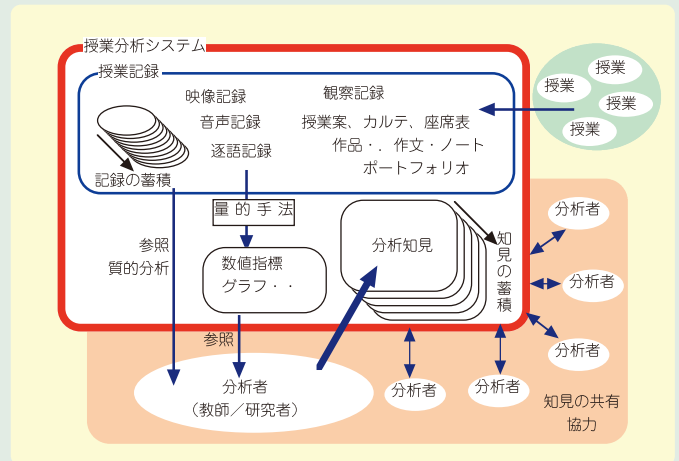 授業分析システム
授業記録
映像記録
音声記録
逐語記録
観察記録
授業案、カルテ、座席表
作品・．作文・ノート
ポートフォリオ
記録の蓄積
授業
授業
授業
授業
量的手法
参照
質的分析
数値指標
グラフ・・
分析知見
知見の蓄積
参照
分析者
（教師／研究者）
分析者
分析者
分析者
分析者
分析者
知見の共有
協力